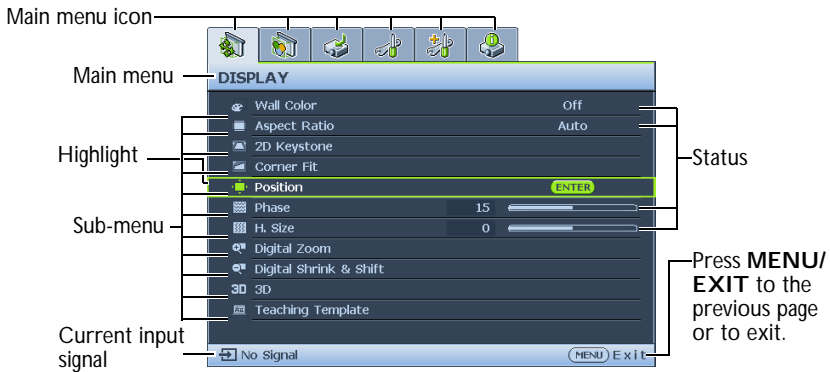 Main menu icon
Main menu
DISPLAY
Wall Color Off
Aspect Ratio Auto
2D Keystone
Corner Fit
Highlight
Status
Position ENTER
Phase 15
Sub-menu
H. Size 0
Digital Zoom
Digital Shrink & Shift
3D 3D
Teaching Template
Press MENU/
EXIT to the
previous page
or to exit.
Current input
signal
No Signal
MENU Exit